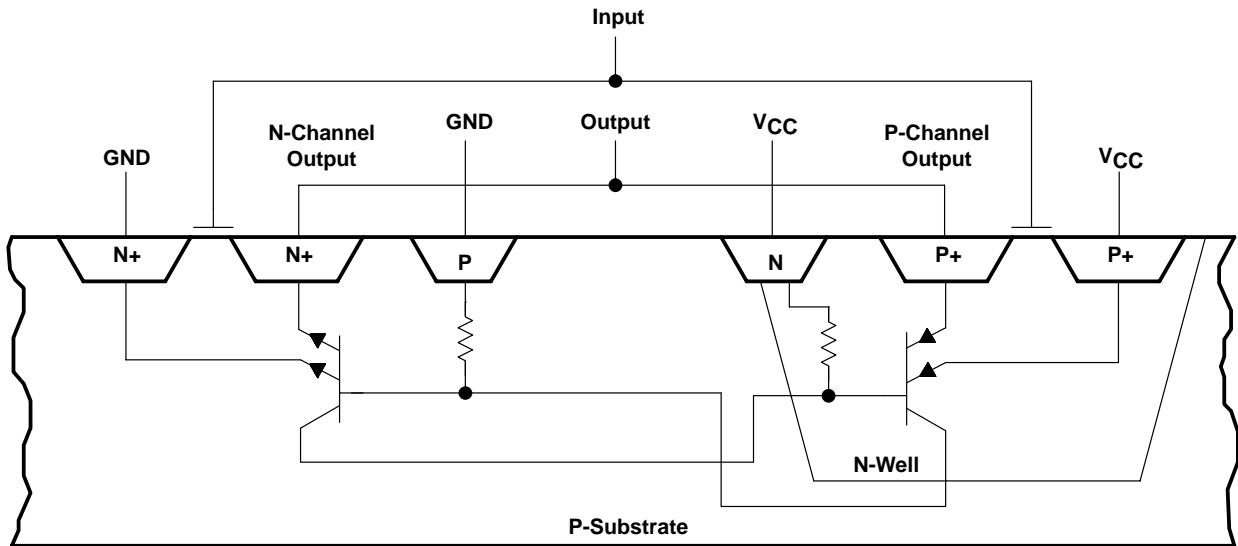 Input
N-Channel
Output
GND
Output
VCC
P-Channel
Output
GND
VCC
N+
N+
P
N
P+
P+
N-Well
P-Substrate